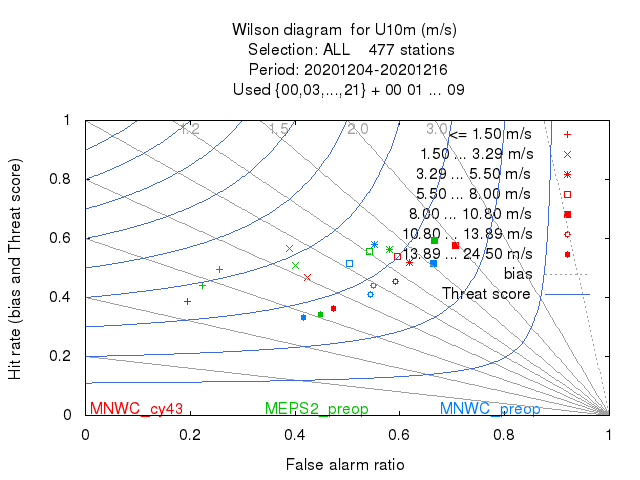 Wilson diagram for U10m (m/s)
Selection: ALL 477 stations
Period: 20201204-20201216
Used {00,03,...,21} + 00 01 ... 09
Hit rate (bias and Threat score)
1
0.8
0.6
0.4
0.2
0
1.2
1.5
2.0
3.0
<= 1.50 m/s
1.50 ... 3.29 m/s
3.29 ... 5.50 m/s
5.50 ... 8.00 m/s
8.00 ... 10.80 m/s
10.80 ... 13.89 m/s
13.89 ... 24.50 m/s
bias
Threat score
MNWC_cy43
MEPS2_preop
MNWC_preop
0 0.2 0.4 0.6 0.8 1
False alarm ratio